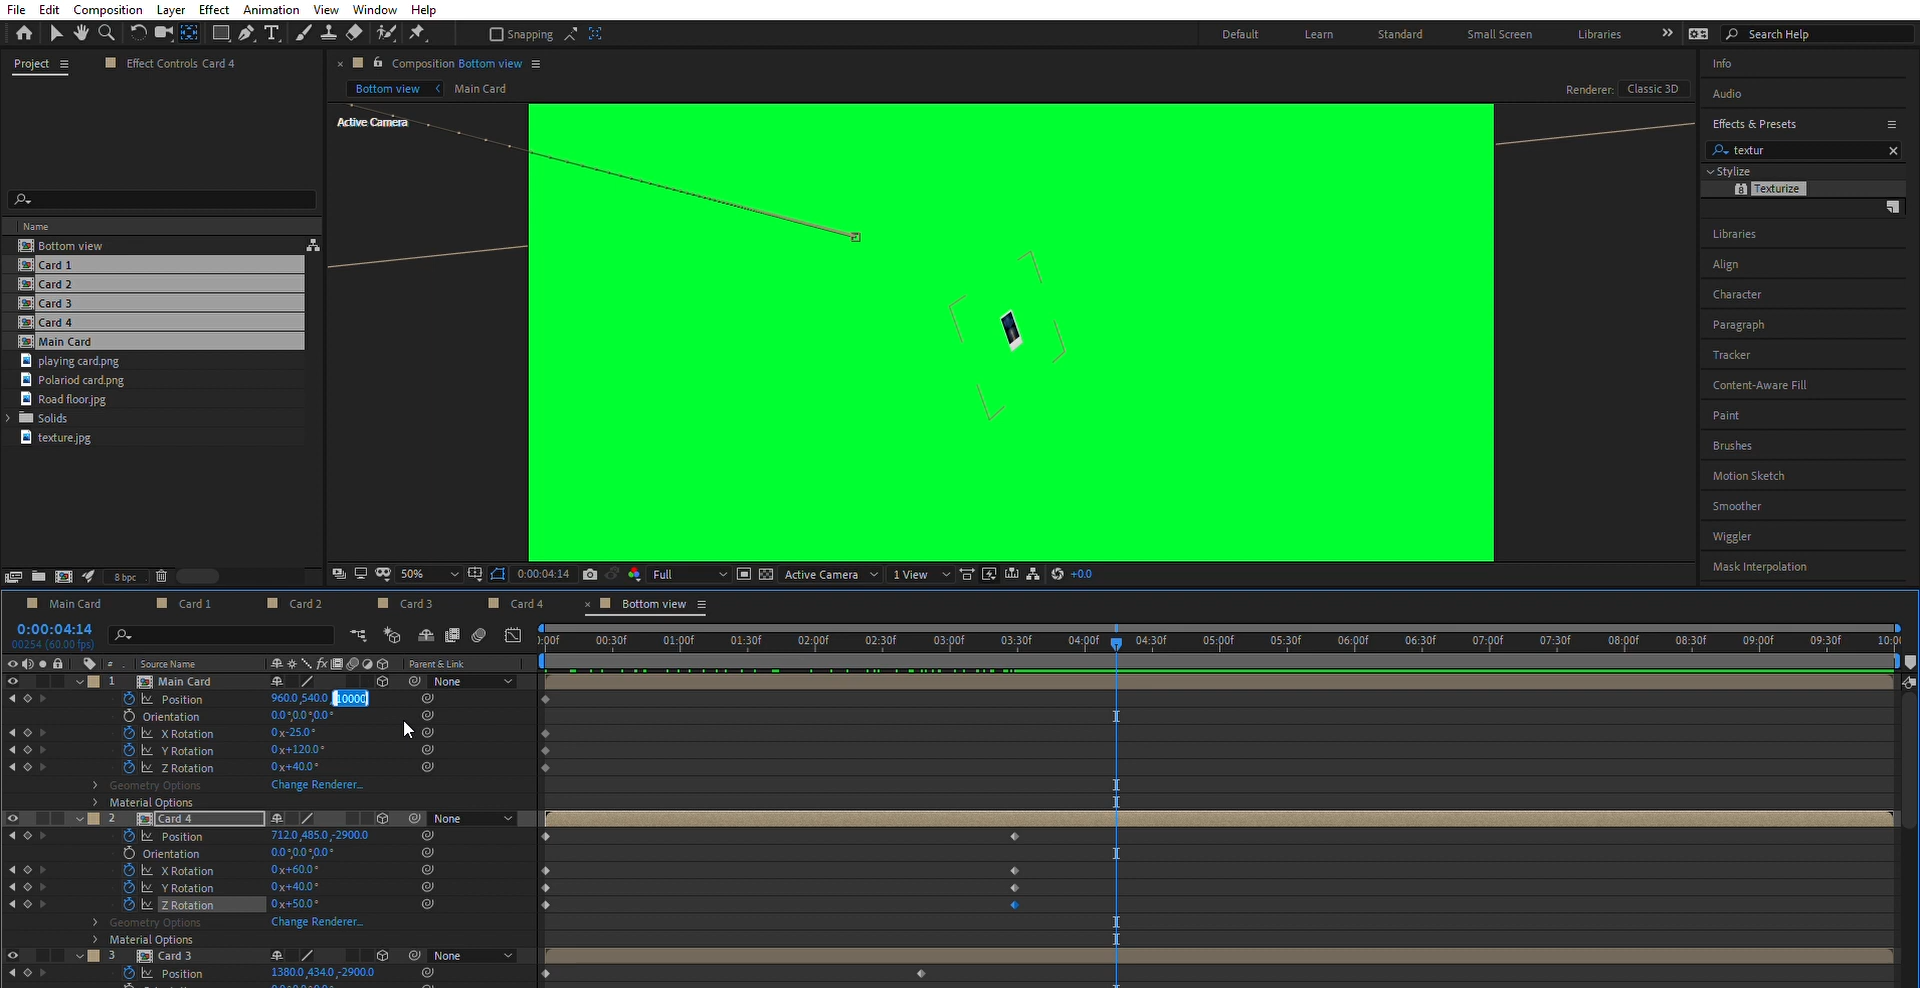 File Edit Composition Layer Effect Animation View Window Help
Snapping Default Learn Standard Small Screen Libraries Search Help
Project Effect Controls Card 4
Composition Bottom view
Bottom view Main Card Renderer: Classic 3D
Active Camera
Name
Bottom view
Card 1
Card 2
Card 3
Card 4
Main Card
playing card.png
Polariod card.png
Road floor.jpg
Solids
texture.jpg
8 bpc
50% 0:00:04:14 Full Active Camera 1 View +0.0
Info
Audio
Effects & Presets
textur
Stylize
Texturize
Libraries
Align
Character
Paragraph
Tracker
Content-Aware Fill
Paint
Brushes
Motion Sketch
Smoother
Wiggler
Mask Interpolation
Main Card Card 1 Card 2 Card 3 Card 4 Bottom view
0:00:04:14
00254 (60.00 fps)
:00f 00:30f 01:00f 01:30f 02:00f 02:30f 03:00f 03:30f 04:00f 04:30f 05:00f 05:30f 06:00f 06:30f 07:00f 07:30f 08:00f 08:30f 09:00f 09:30f 10:0
# Source Name Parent & Link
1 Main Card None
Position 960.0,540.0, 10000
Orientation 0.0°,0.0°,0.0°
X Rotation 0x-25.0°
Y Rotation 0x+120.0°
Z Rotation 0x+40.0°
Geometry Options Change Renderer...
Material Options
2 Card 4 None
Position 712.0,485.0,-2900.0
Orientation 0.0°,0.0°,0.0°
X Rotation 0x+60.0°
Y Rotation 0x+40.0°
Z Rotation 0x+50.0°
Geometry Options Change Renderer...
Material Options
3 Card 3 None
Position 1380.0,434.0,-2900.0